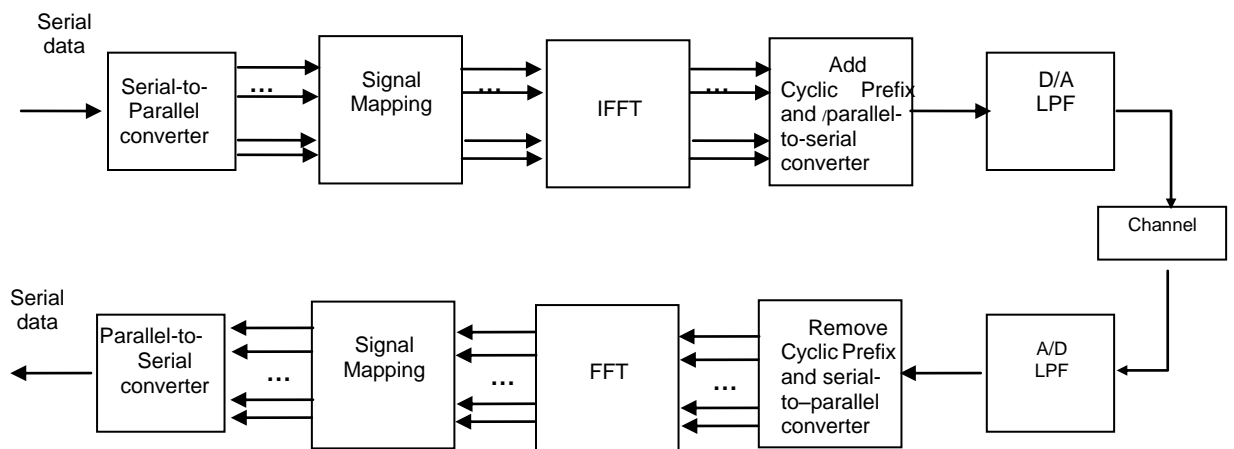 Serial
data
Serial-to-
Parallel
converter
...
Signal
Mapping
...
IFFT
...
Add
Cyclic Prefix
and /parallel-
to-serial
converter
D/A
LPF
Channel
Serial
data
Parallel-to-
Serial
converter
...
Signal
Mapping
...
FFT
...
Remove
Cyclic Prefix
and serial-
to–parallel
converter
A/D
LPF